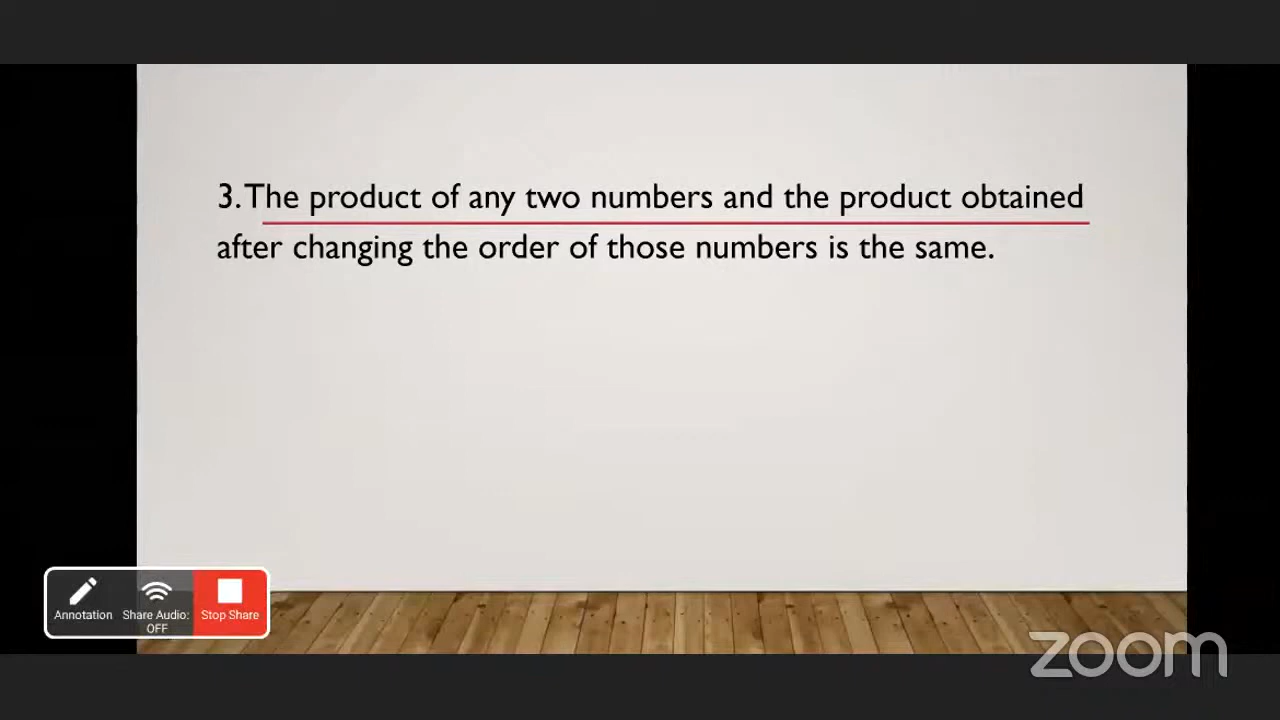 3. The product of any two numbers and the product obtained
after changing the order of those numbers is the same.
Annotation
Share Audio:
OFF
Stop Share
zoom